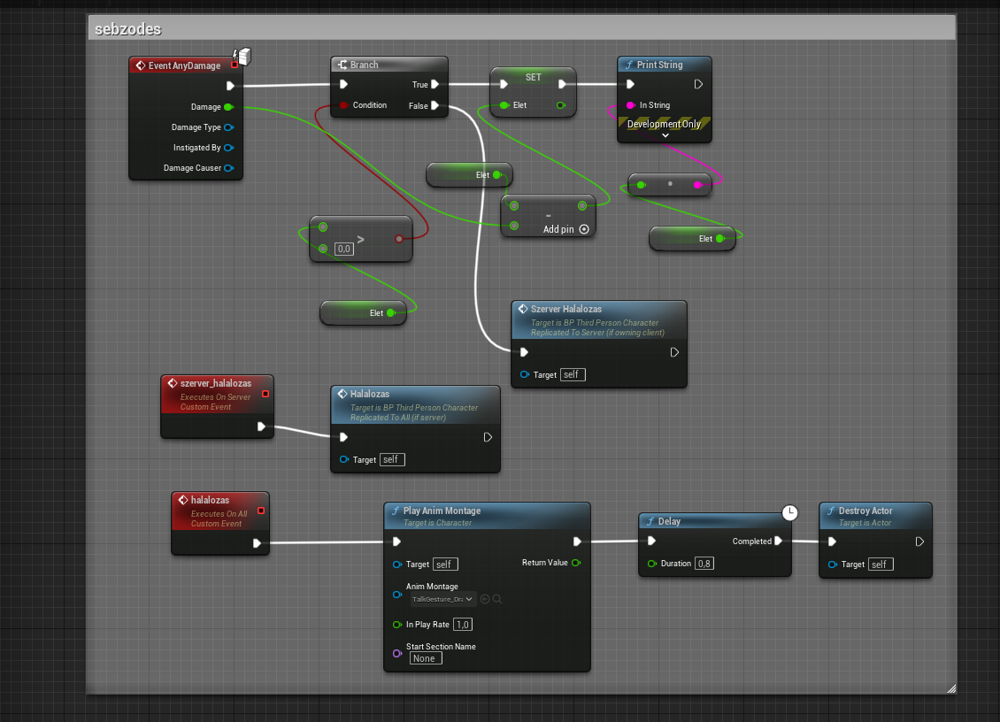 sebzodes
Event AnyDamage
Damage
Damage Type
Instigated By
Damage Causer
Branch
True
Condition
False
SET
Elet
Print String
In String
Development Only
Elet
-
Add pin
Elet
>
0,0
Elet
Szerver Halalozas
Target is BP Third Person Character
Replicated To Server (if owning client)
Target self
szerver_halalozas
Executes On Server
Custom Event
Halalozas
Target is BP Third Person Character
Replicated To All (if server)
Target self
halalozas
Executes On All
Custom Event
Play Anim Montage
Target is Character
Target self
Return Value
Anim Montage
TalkGesture_Dra
In Play Rate 1,0
Start Section Name
None
Delay
Completed
Duration 0,8
Destroy Actor
Target is Actor
Target self